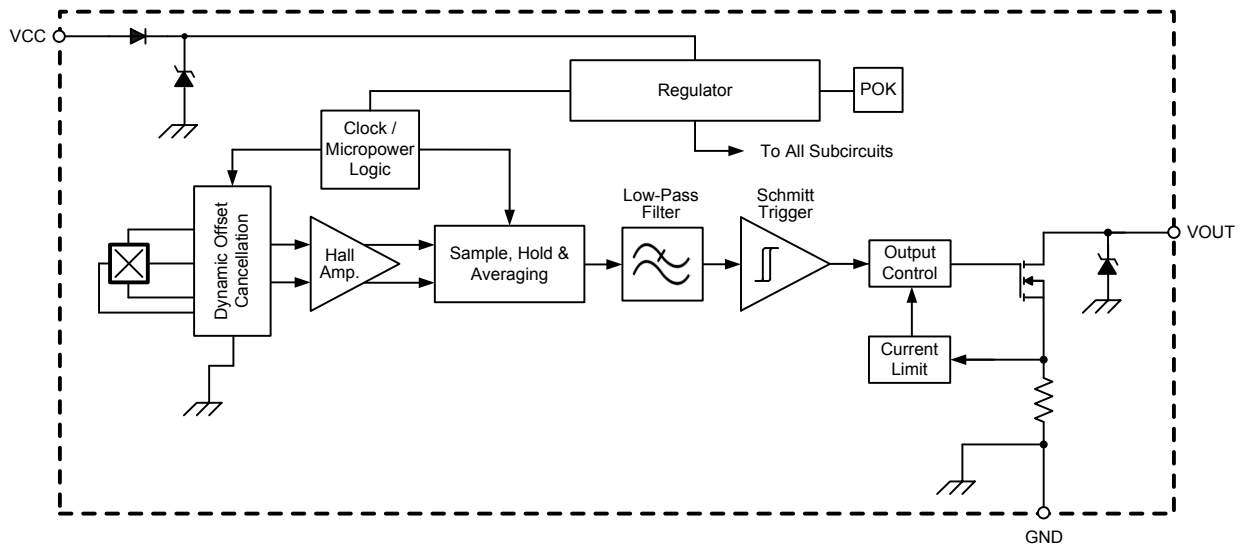 VCC
Regulator
POK
Clock /
Micropower
Logic
To All Subcircuits
Dynamic Offset
Cancellation
Hall
Amp.
Sample, Hold &
Averaging
Low-Pass
Filter
Schmitt
Trigger
Output
Control
VOUT
Current
Limit
GND